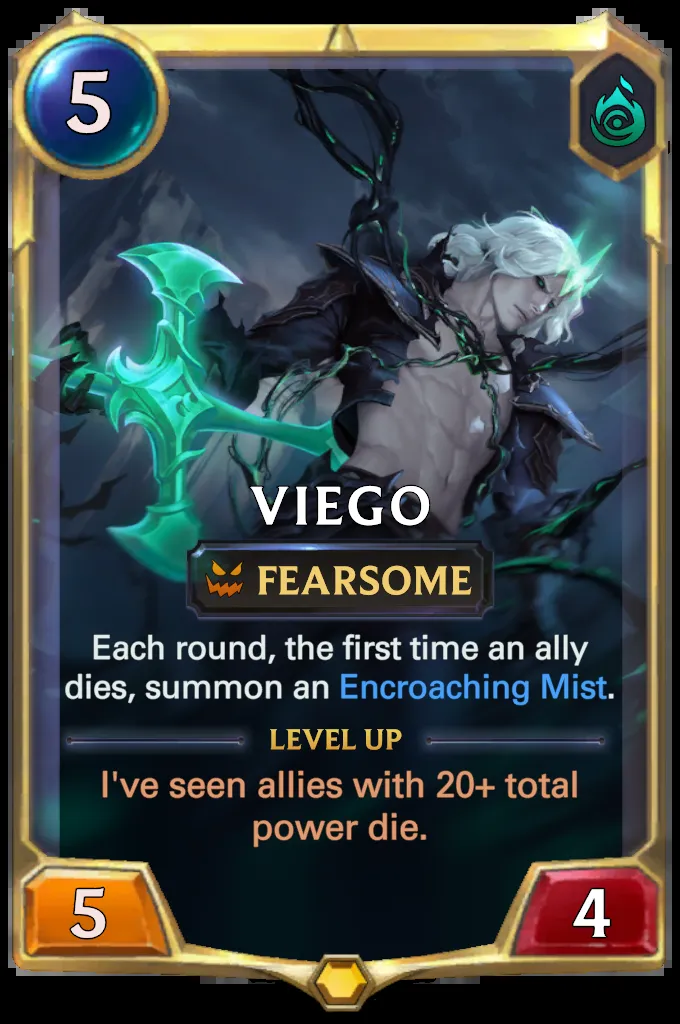 5
VIEGO
FEARSOME
Each round, the first time an ally
dies, summon an Encroaching Mist.
LEVEL UP
I've seen allies with 20+ total
power die.
5
4